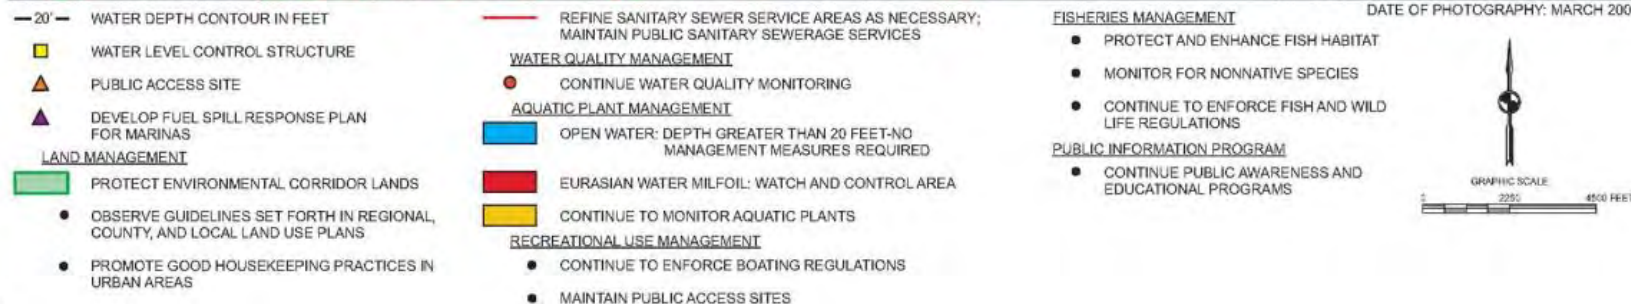 —20'— WATER DEPTH CONTOUR IN FEET
WATER LEVEL CONTROL STRUCTURE
PUBLIC ACCESS SITE
DEVELOP FUEL SPILL RESPONSE PLAN
FOR MARINAS
LAND MANAGEMENT
PROTECT ENVIRONMENTAL CORRIDOR LANDS
• OBSERVE GUIDELINES SET FORTH IN REGIONAL,
COUNTY, AND LOCAL LAND USE PLANS
• PROMOTE GOOD HOUSEKEEPING PRACTICES IN
URBAN AREAS
REFINE SANITARY SEWER SERVICE AREAS AS NECESSARY;
MAINTAIN PUBLIC SANITARY SEWERAGE SERVICES
WATER QUALITY MANAGEMENT
CONTINUE WATER QUALITY MONITORING
AQUATIC PLANT MANAGEMENT
OPEN WATER: DEPTH GREATER THAN 20 FEET-NO
MANAGEMENT MEASURES REQUIRED
EURASIAN WATER MILFOIL: WATCH AND CONTROL AREA
CONTINUE TO MONITOR AQUATIC PLANTS
RECREATIONAL USE MANAGEMENT
• CONTINUE TO ENFORCE BOATING REGULATIONS
• MAINTAIN PUBLIC ACCESS SITES
FISHERIES MANAGEMENT
• PROTECT AND ENHANCE FISH HABITAT
• MONITOR FOR NONNATIVE SPECIES
• CONTINUE TO ENFORCE FISH AND WILD
LIFE REGULATIONS
PUBLIC INFORMATION PROGRAM
• CONTINUE PUBLIC AWARENESS AND
EDUCATIONAL PROGRAMS
DATE OF PHOTOGRAPHY: MARCH 200
GRAPHIC SCALE
0 2250 4500 FEET